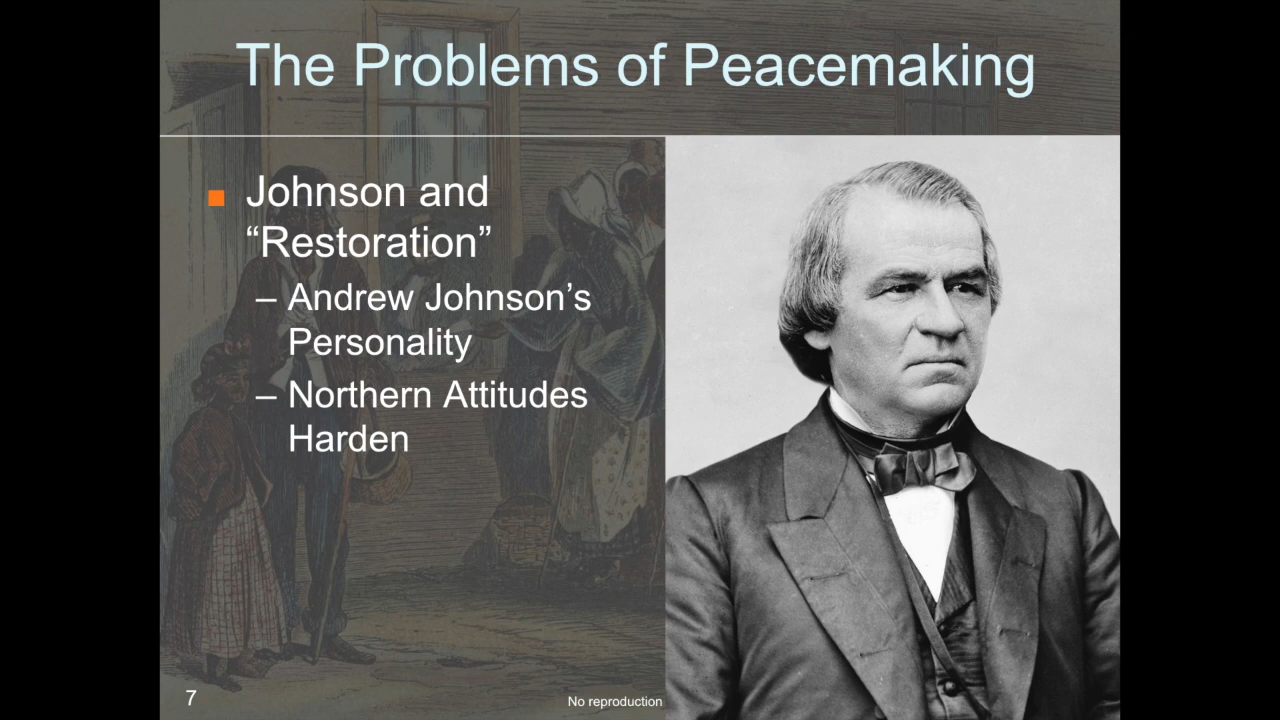 The Problems of Peacemaking
■ Johnson and
“Restoration”
– Andrew Johnson’s
Personality
– Northern Attitudes
Harden
7
No reproduction